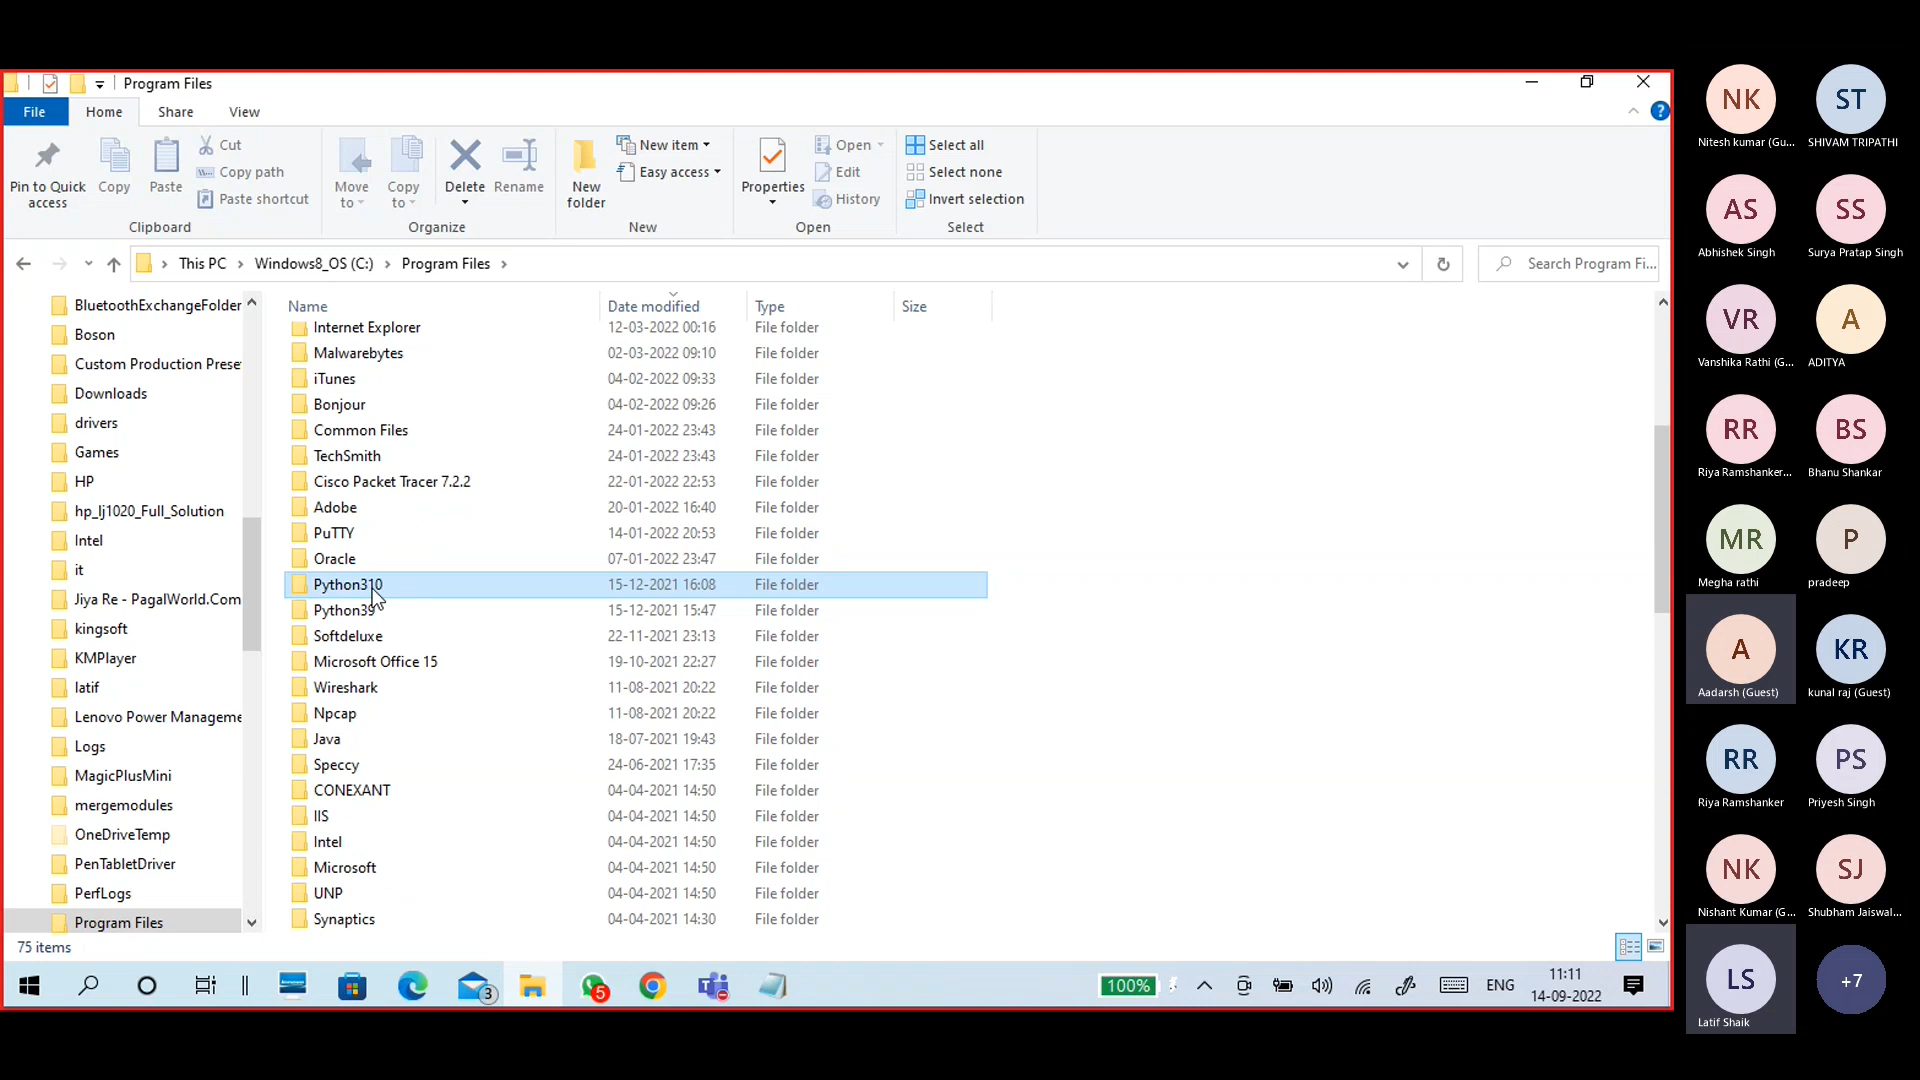 Program Files
File
Home
Share
View
Pin to Quick
access
Copy
Paste
Cut
Copy path
Paste shortcut
Clipboard
Move
to
Copy
to
Delete
Rename
Organize
New
folder
New item
Easy access
New
Properties
Open
Edit
History
Open
Select all
Select none
Invert selection
Select
This PC > Windows8_OS (C:) > Program Files >
Search Program Fi...
BluetoothExchangeFolder
Boson
Custom Production Prese
Downloads
drivers
Games
HP
hp_lj1020_Full_Solution
Intel
it
Jiya Re - PagalWorld.Com
kingsoft
KMPlayer
latif
Lenovo Power Manageme
Logs
MagicPlusMini
mergemodules
OneDriveTemp
PenTabletDriver
PerfLogs
Program Files
Name Date modified Type Size
Internet Explorer 12-03-2022 00:16 File folder
Malwarebytes 02-03-2022 09:10 File folder
iTunes 04-02-2022 09:33 File folder
Bonjour 04-02-2022 09:26 File folder
Common Files 24-01-2022 23:43 File folder
TechSmith 24-01-2022 23:43 File folder
Cisco Packet Tracer 7.2.2 22-01-2022 22:53 File folder
Adobe 20-01-2022 16:40 File folder
PuTTY 14-01-2022 20:53 File folder
Oracle 07-01-2022 23:47 File folder
Python310 15-12-2021 16:08 File folder
Python39 15-12-2021 15:47 File folder
Softdeluxe 22-11-2021 23:13 File folder
Microsoft Office 15 19-10-2021 22:27 File folder
Wireshark 11-08-2021 20:22 File folder
Npcap 11-08-2021 20:22 File folder
Java 18-07-2021 19:43 File folder
Speccy 24-06-2021 17:35 File folder
CONEXANT 04-04-2021 14:50 File folder
IIS 04-04-2021 14:50 File folder
Intel 04-04-2021 14:50 File folder
Microsoft 04-04-2021 14:50 File folder
UNP 04-04-2021 14:50 File folder
Synaptics 04-04-2021 14:30 File folder
75 items
3
5
100%
ENG
11:11
14-09-2022
NK
Nitesh kumar (Gu...
ST
SHIVAM TRIPATHI
AS
Abhishek Singh
SS
Surya Pratap Singh
VR
Vanshika Rathi (G...
A
ADITYA
RR
Riya Ramshanker...
BS
Bhanu Shankar
MR
Megha rathi
P
pradeep
A
Aadarsh (Guest)
KR
kunal raj (Guest)
RR
Riya Ramshanker
PS
Priyesh Singh
NK
Nishant Kumar (G...
SJ
Shubham Jaiswal...
LS
Latif Shaik
+7